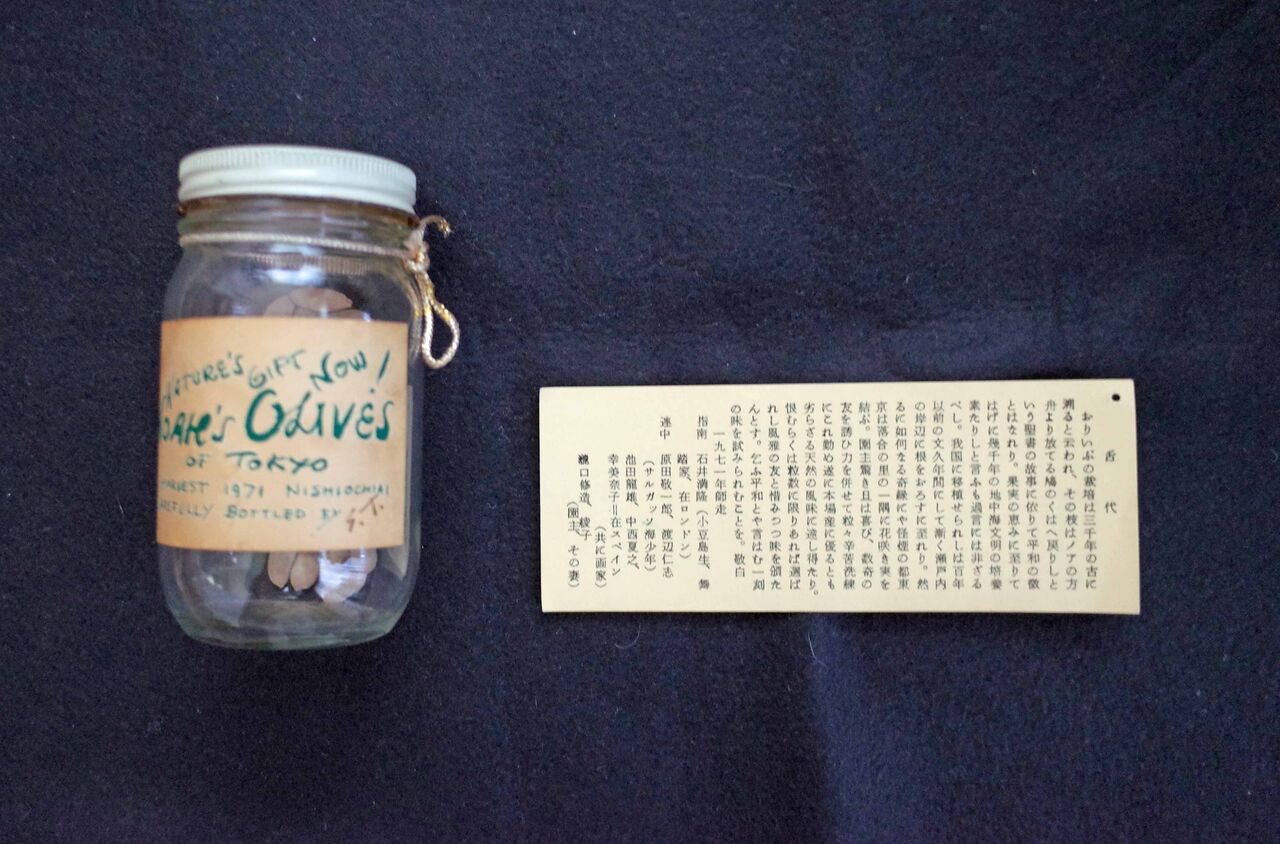 NATURE'S GIFT NOW!
OAH'S OLIVES
OF TOKYO
HARVEST 1971 NISHIOCHIAI
REFULLY BOTTLED BY S.T.
舌代
おりいぶの栽培は三千年の古に
溯ると云われ、その枝はノアの方
舟より放てる鳩のくはへ戻りしと
いう聖書の故事に依りて平和の徴
とはなれり。果実の恵みに至りて
はげに幾千年の地中海文明の培養
素たりしと言ふも過言には非ざる
べし。我国に移植せられしは百年
以前の文久年間にして漸く瀬戸内
の岸辺に根をおろすに至れり。然
るに如何なる奇縁にや怪煙の都東
京は落合の里の一隅に花咲き実を
結ぶ。園主驚き且は喜び、数奇の
友を誘ひ力を併せて粒々辛苦洗練
にこれ勤め遂に本場産に優るとも
劣らざる天然の風味に達し得たり。
恨むらくは粒数に限りあれば選ば
れし風雅の友と惜みつつ味を頒た
んとす。乞ふ平和とや言はむ一刻
の味を試みられむことを。敬白
一九七一年師走
指南 石井満隆(小豆島生、舞
踏家、在ロンドン)
連中 原田敬一郎、渡辺仁志
(サルガッソ海少年)
池田龍雄、中西夏之、
幸美奈子=在スペイン
(共に画家)
瀧口修造、綾子
(園主、その妻)